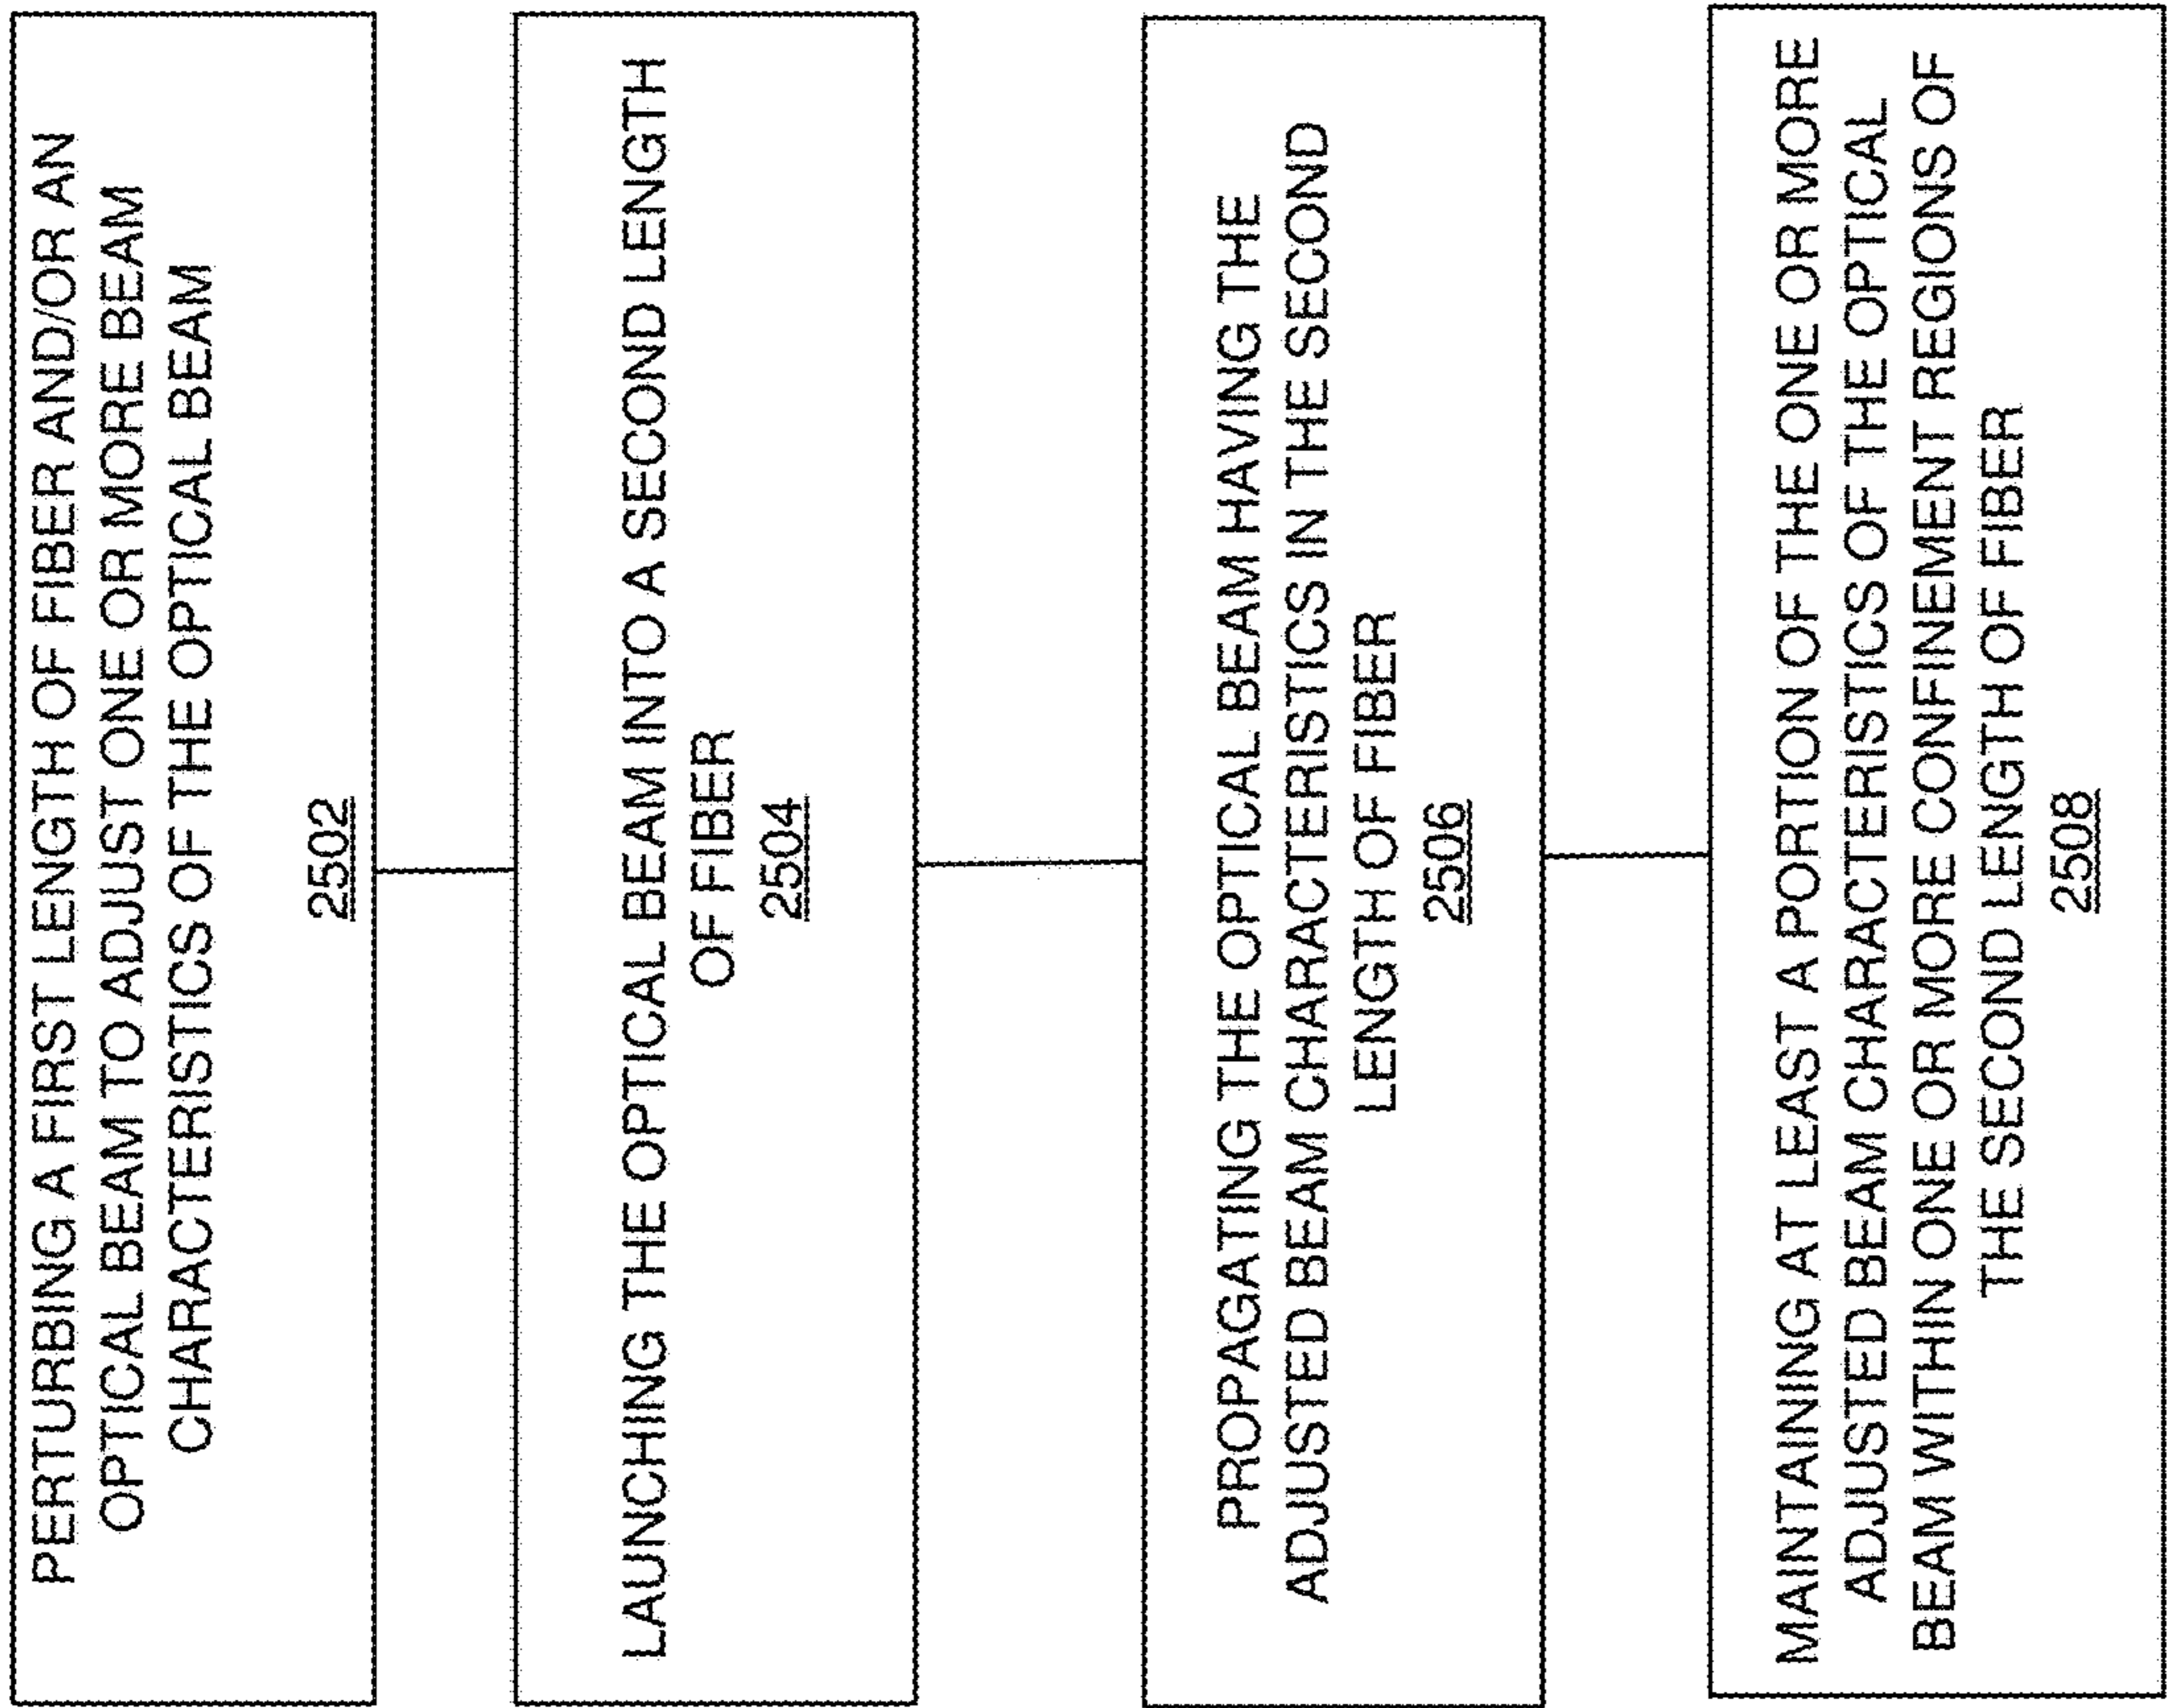 PERTURBING A FIRST LENGTH OF FIBER AND/OR AN
OPTICAL BEAM TO ADJUST ONE OR MORE BEAM
CHARACTERISTICS OF THE OPTICAL BEAM
2502
LAUNCHING THE OPTICAL BEAM INTO A SECOND LENGTH
OF FIBER
2504
PROPAGATING THE OPTICAL BEAM HAVING THE
ADJUSTED BEAM CHARACTERISTICS IN THE SECOND
LENGTH OF FIBER
2506
MAINTAINING AT LEAST A PORTION OF THE ONE OR MORE
ADJUSTED BEAM CHARACTERISTICS OF THE OPTICAL
BEAM WITHIN ONE OR MORE CONFINEMENT REGIONS OF
THE SECOND LENGTH OF FIBER
2508